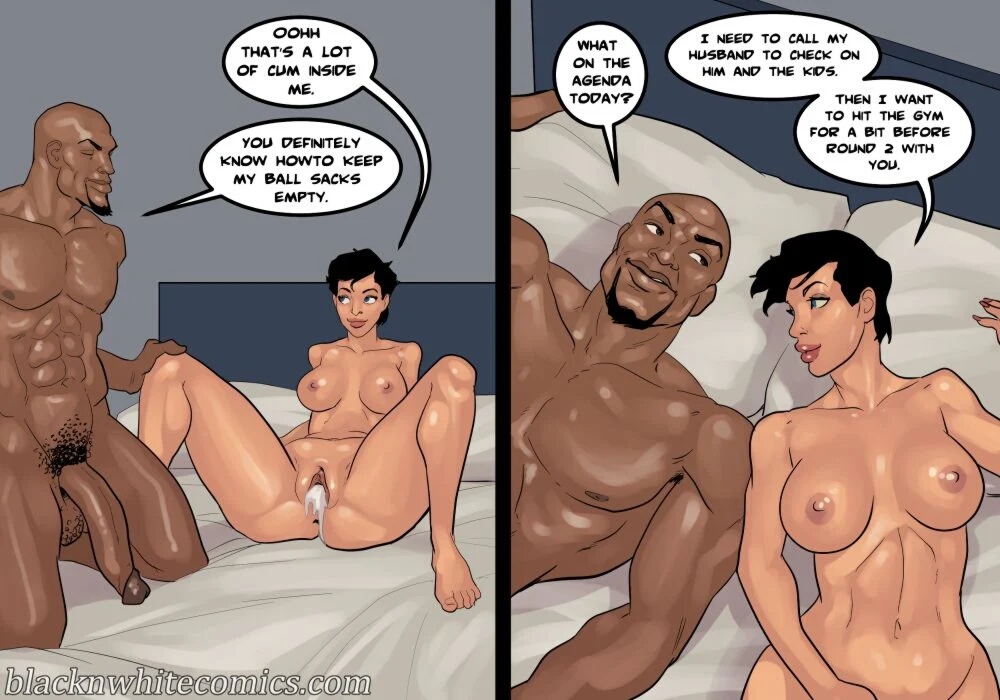 OOHH
THAT'S A LOT
OF CUM INSIDE
ME.
YOU DEFINITELY
KNOW HOWTO KEEP
MY BALL SACKS
EMPTY.
WHAT
ON THE
AGENDA
TODAY?
I NEED TO CALL MY
HUSBAND TO CHECK ON
HIM AND THE KIDS.
THEN I WANT
TO HIT THE GYM
FOR A BIT BEFORE
ROUND 2 WITH
YOU.
blacknwhitecomics.com